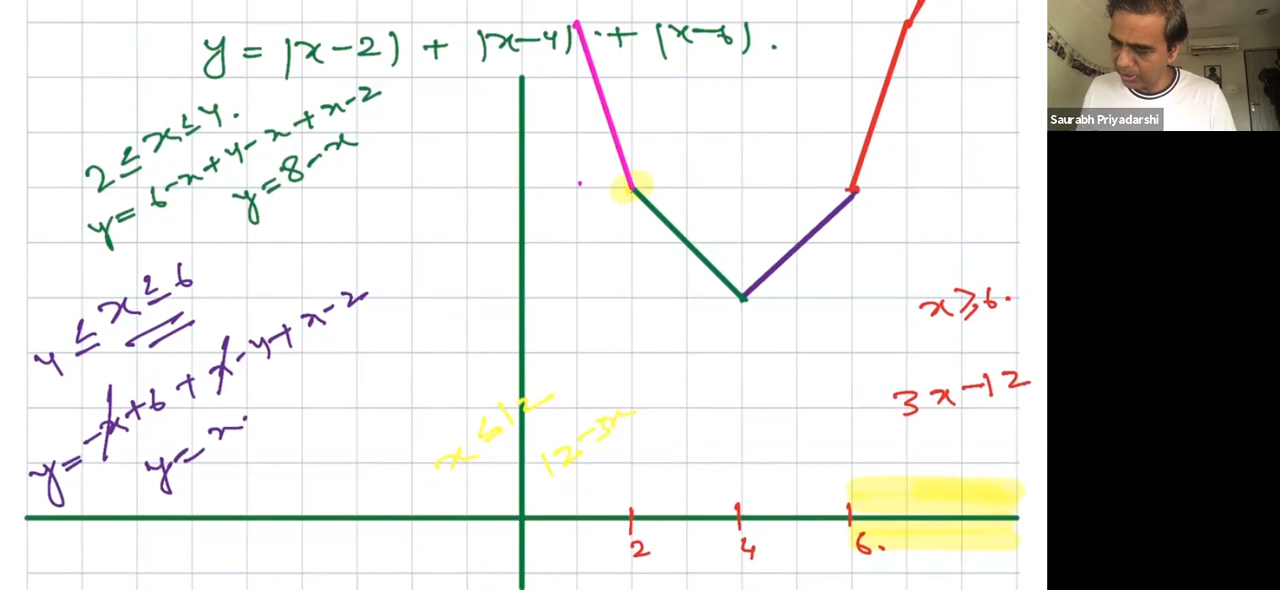 y = |x-2) + |x-4) + |x-6).
2 ≤ x ≤ 4.
y = 6-x+4-x+x-2
y = 8-x
4 ≤ x ≤ 6
y = -x+6 + x-4+x-2
y = x
x ≥ 6.
3x-12
x ≤ 2
12-3x
2
4
6.
Saurabh Priyadarshi